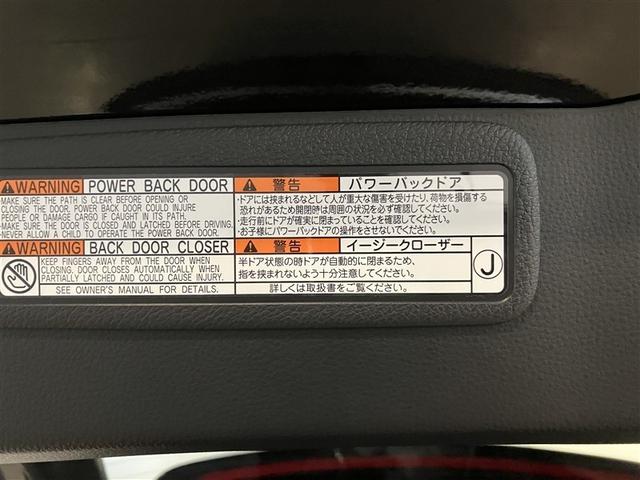 WARNING POWER BACK DOOR
-MAKE SURE THE PATH IS CLEAR BEFORE OPENING OR
CLOSING THE DOOR. POWER BACK DOOR COULD INJURE
PEOPLE OR DAMAGE CARGO IF CAUGHT IN ITS PATH.
-MAKE SURE THE DOOR IS CLOSED AND LATCHED BEFORE DRIVING.
-NEVER ALLOW A CHILD TO OPERATE THE POWER BACK DOOR.
警告 パワーバックドア
・ドアには挟まれるなどして人が重大な傷害を受けたり、荷物を損傷する
恐れがあるため開閉時は周囲の状況を必ず確認してください。
・走行前にドアが確実に閉まっていることを確認してください。
・お子様にパワーバックドアの操作をさせないでください。
WARNING BACK DOOR CLOSER
KEEP FINGERS AWAY FROM THE DOOR WHEN
CLOSING. DOOR CLOSES AUTOMATICALLY WHEN
PARTIALLY LATCHED AND COULD CAUSE INJURY.
SEE OWNER'S MANUAL FOR DETAILS.
警告 イージークローザー
半ドア状態の時ドアが自動的に閉まるため、
指を挟まれないよう十分注意してください。
詳しくは取扱書をご覧ください。
J